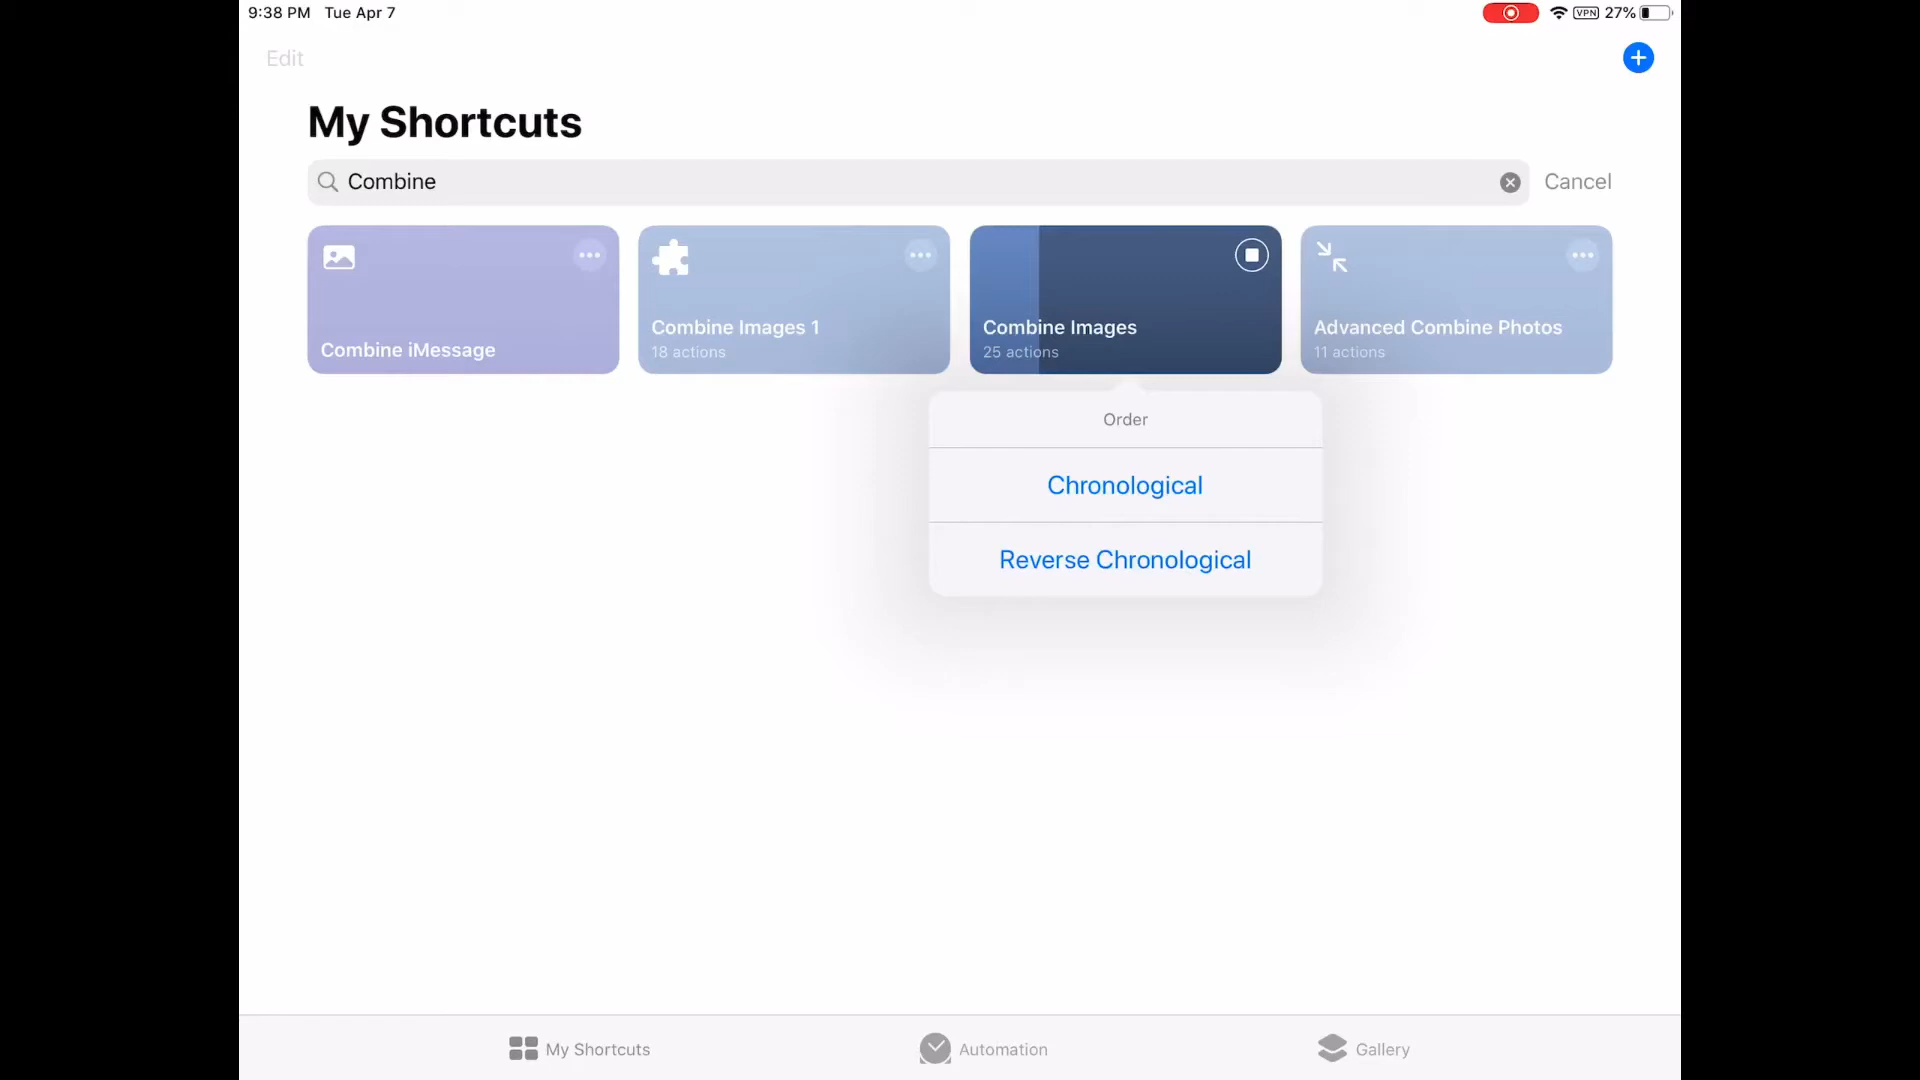 9:38 PM Tue Apr 7
VPN 27%
Edit
My Shortcuts
Combine
Cancel
Combine iMessage
Combine Images 1
18 actions
Combine Images
25 actions
Advanced Combine Photos
11 actions
Order
Chronological
Reverse Chronological
My Shortcuts
Automation
Gallery